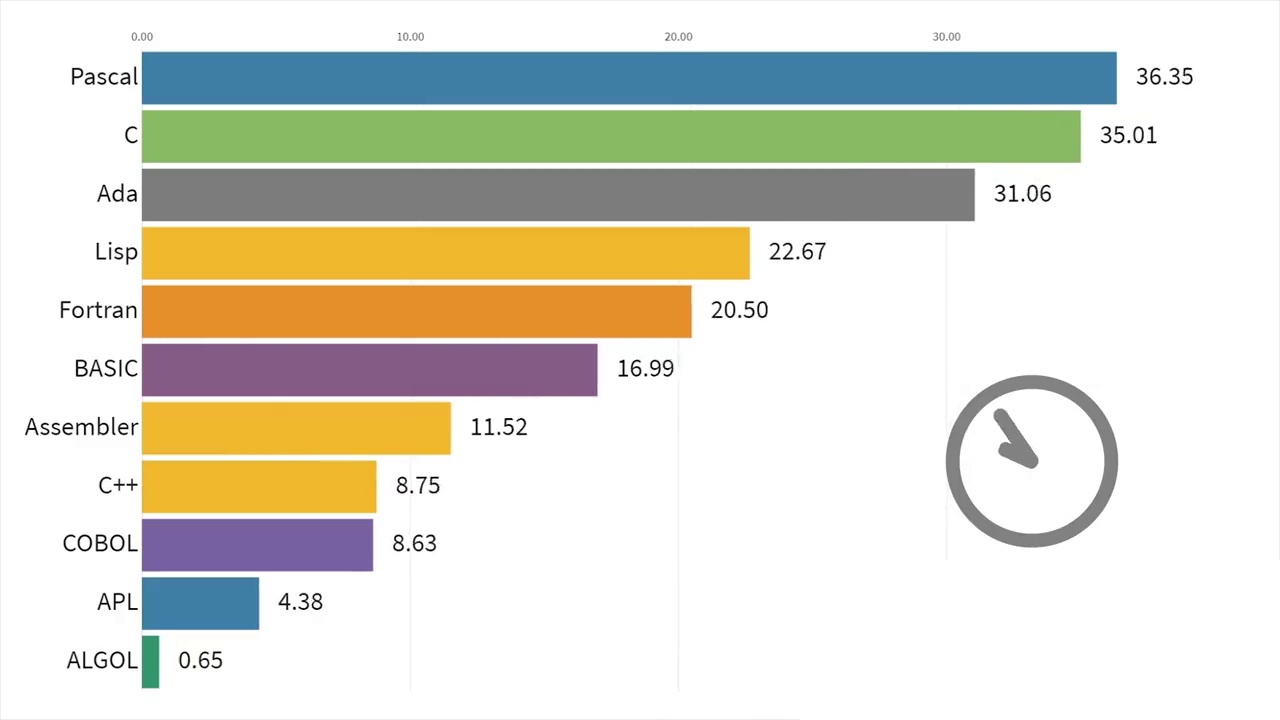 0.00 10.00 20.00 30.00
Pascal 36.35
C 35.01
Ada 31.06
Lisp 22.67
Fortran 20.50
BASIC 16.99
Assembler 11.52
C++ 8.75
COBOL 8.63
APL 4.38
ALGOL 0.65